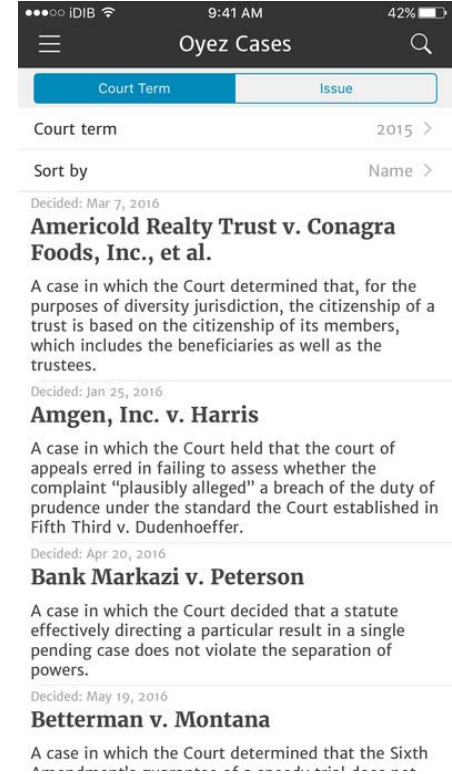 iDIB 9:41 AM 42%
Oyez Cases
Court Term Issue
Court term 2015 >
Sort by Name >
Decided: Mar 7, 2016
Americold Realty Trust v. Conagra
Foods, Inc., et al.
A case in which the Court determined that, for the
purposes of diversity jurisdiction, the citizenship of a
trust is based on the citizenship of its members,
which includes the beneficiaries as well as the
trustees.
Decided: Jan 25, 2016
Amgen, Inc. v. Harris
A case in which the Court held that the court of
appeals erred in failing to assess whether the
complaint “plausibly alleged” a breach of the duty of
prudence under the standard the Court established in
Fifth Third v. Dudenhoeffer.
Decided: Apr 20, 2016
Bank Markazi v. Peterson
A case in which the Court decided that a statute
effectively directing a particular result in a single
pending case does not violate the separation of
powers.
Decided: May 19, 2016
Betterman v. Montana
A case in which the Court determined that the Sixth
Amendment's guarantee of a speedy trial does not